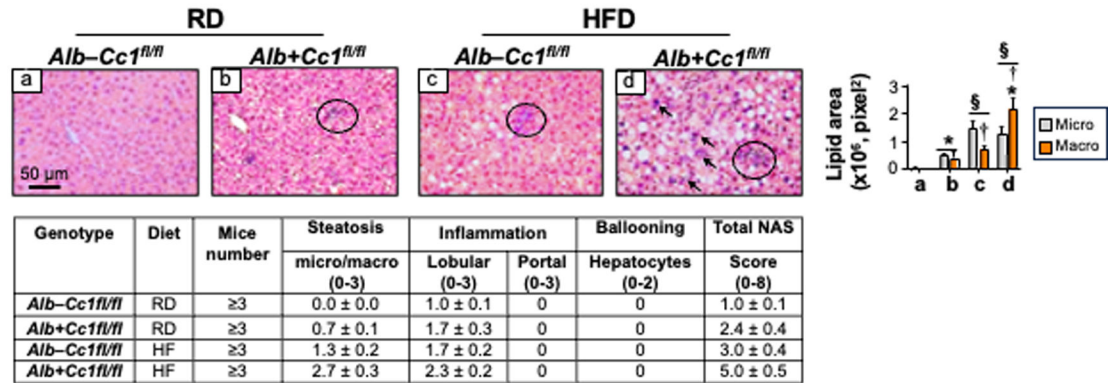 RD HFD
Alb–Cc1fl/fl Alb+Cc1fl/fl Alb–Cc1fl/fl Alb+Cc1fl/fl
a b c d
50 µm
Lipid area
(x10⁶, pixel²)
3
2
1
0
* § † § † *
a b c d
Micro
Macro
Genotype Diet Mice number Steatosis Inflammation Ballooning Total NAS
micro/macro (0-3) Lobular (0-3) Portal (0-3) Hepatocytes (0-2) Score (0-8)
Alb–Cc1fl/fl RD ≥3 0.0 ± 0.0 1.0 ± 0.1 0 0 1.0 ± 0.1
Alb+Cc1fl/fl RD ≥3 0.7 ± 0.1 1.7 ± 0.3 0 0 2.4 ± 0.4
Alb–Cc1fl/fl HF ≥3 1.3 ± 0.2 1.7 ± 0.2 0 0 3.0 ± 0.4
Alb+Cc1fl/fl HF ≥3 2.7 ± 0.3 2.3 ± 0.2 0 0 5.0 ± 0.5